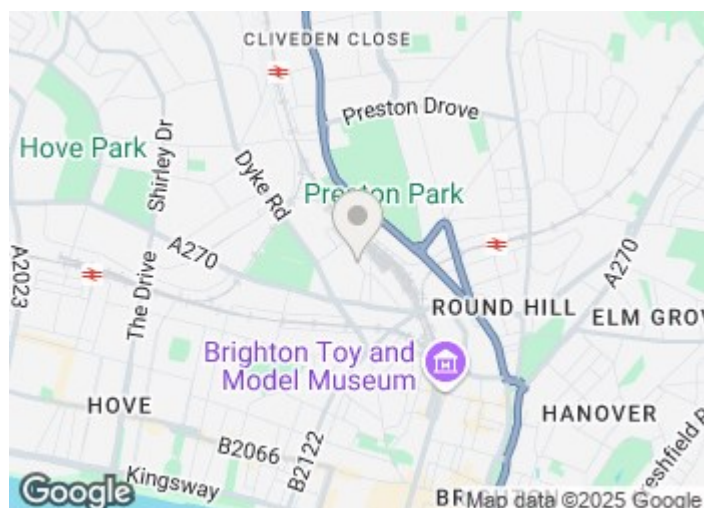 CLIVEDEN CLOSE
Preston Drove
Hove Park
Shirley Dr
Dyke Rd
Preston Park
A2023
The Drive
A270
A270
ROUND HILL
ELM GROV
Brighton Toy and
Model Museum
HOVE
HANOVER
B2066
B2122
Kingsway
Google
Map data ©2025 Google